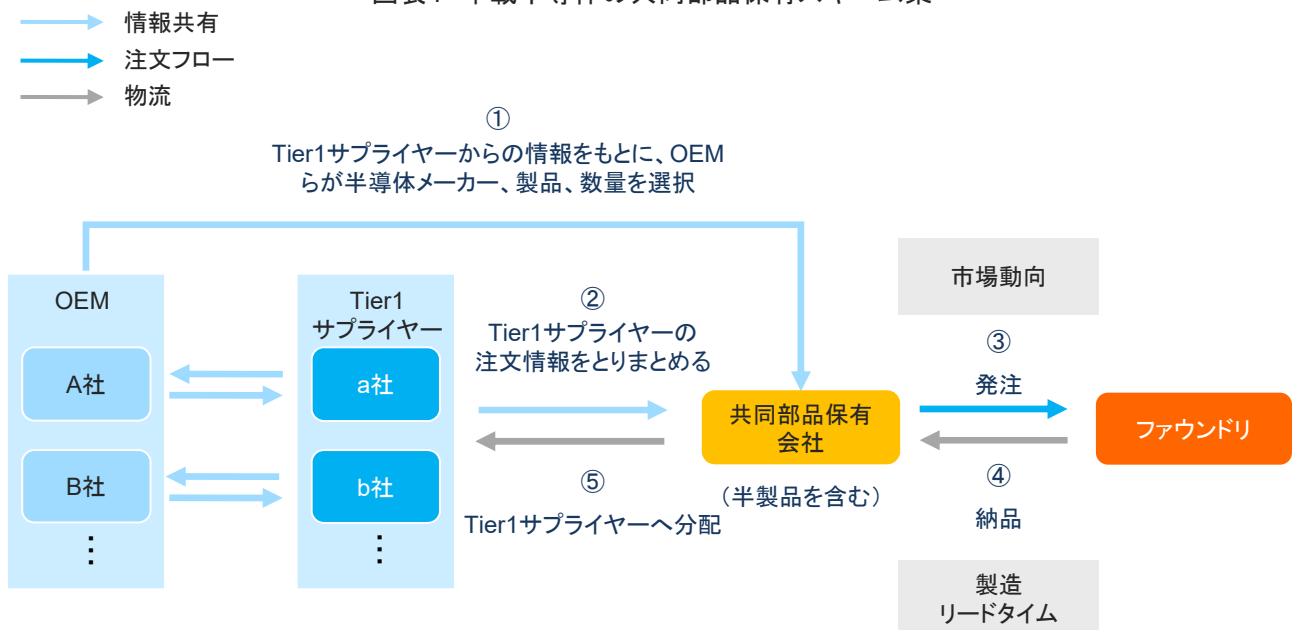 情報共有
注文フロー
物流
①
Tier1サプライヤーからの情報をもとに、OEM
らが半導体メーカー、製品、数量を選択
OEM
A社
B社
⋮
Tier1
サプライヤー
a社
b社
⋮
②
Tier1サプライヤーの
注文情報をとりまとめる
⑤
Tier1サプライヤーへ分配
共同部品保有
会社
（半製品を含む）
市場動向
③
発注
④
納品
製造
リードタイム
ファウンドリ